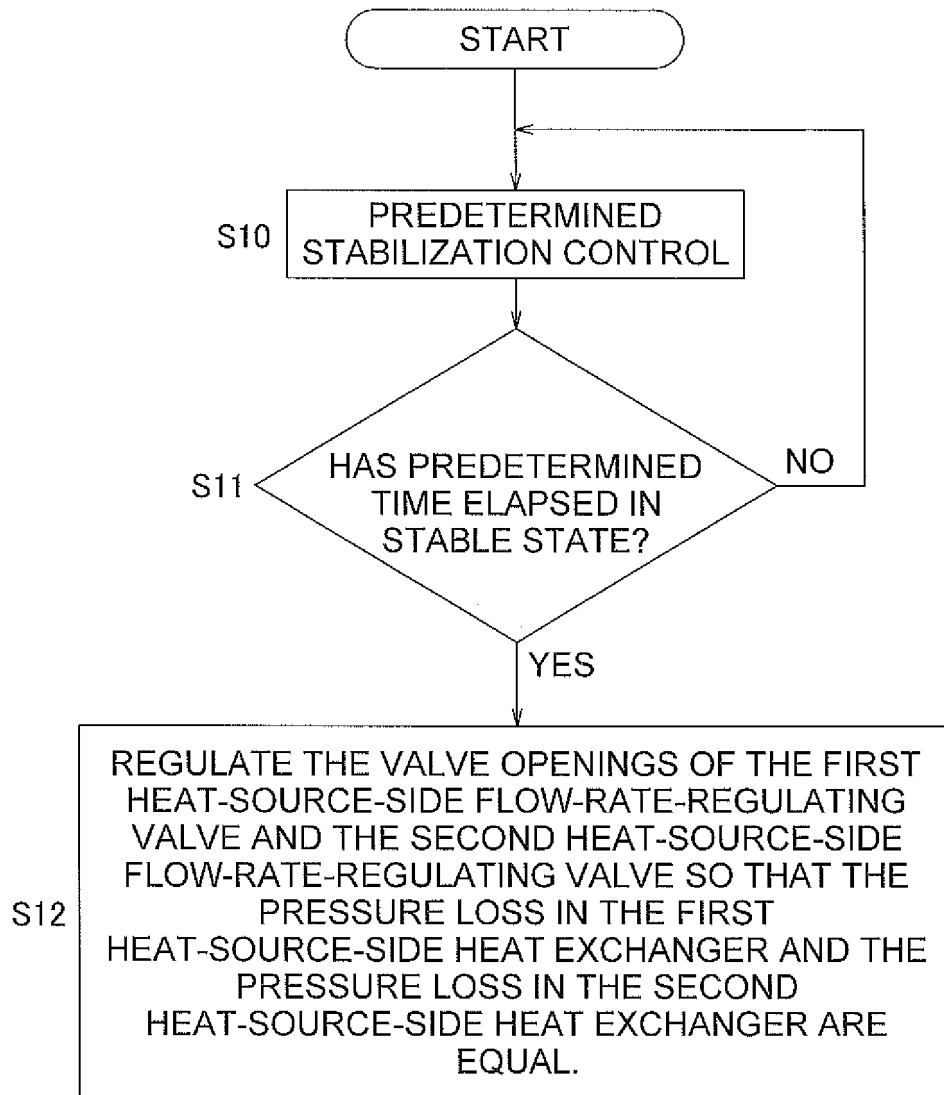 START
S10
PREDETERMINED
STABILIZATION CONTROL
S11
HAS PREDETERMINED
TIME ELAPSED IN
STABLE STATE?
NO
YES
S12
REGULATE THE VALVE OPENINGS OF THE FIRST
HEAT-SOURCE-SIDE FLOW-RATE-REGULATING
VALVE AND THE SECOND HEAT-SOURCE-SIDE
FLOW-RATE-REGULATING VALVE SO THAT THE
PRESSURE LOSS IN THE FIRST
HEAT-SOURCE-SIDE HEAT EXCHANGER AND THE
PRESSURE LOSS IN THE SECOND
HEAT-SOURCE-SIDE HEAT EXCHANGER ARE
EQUAL.